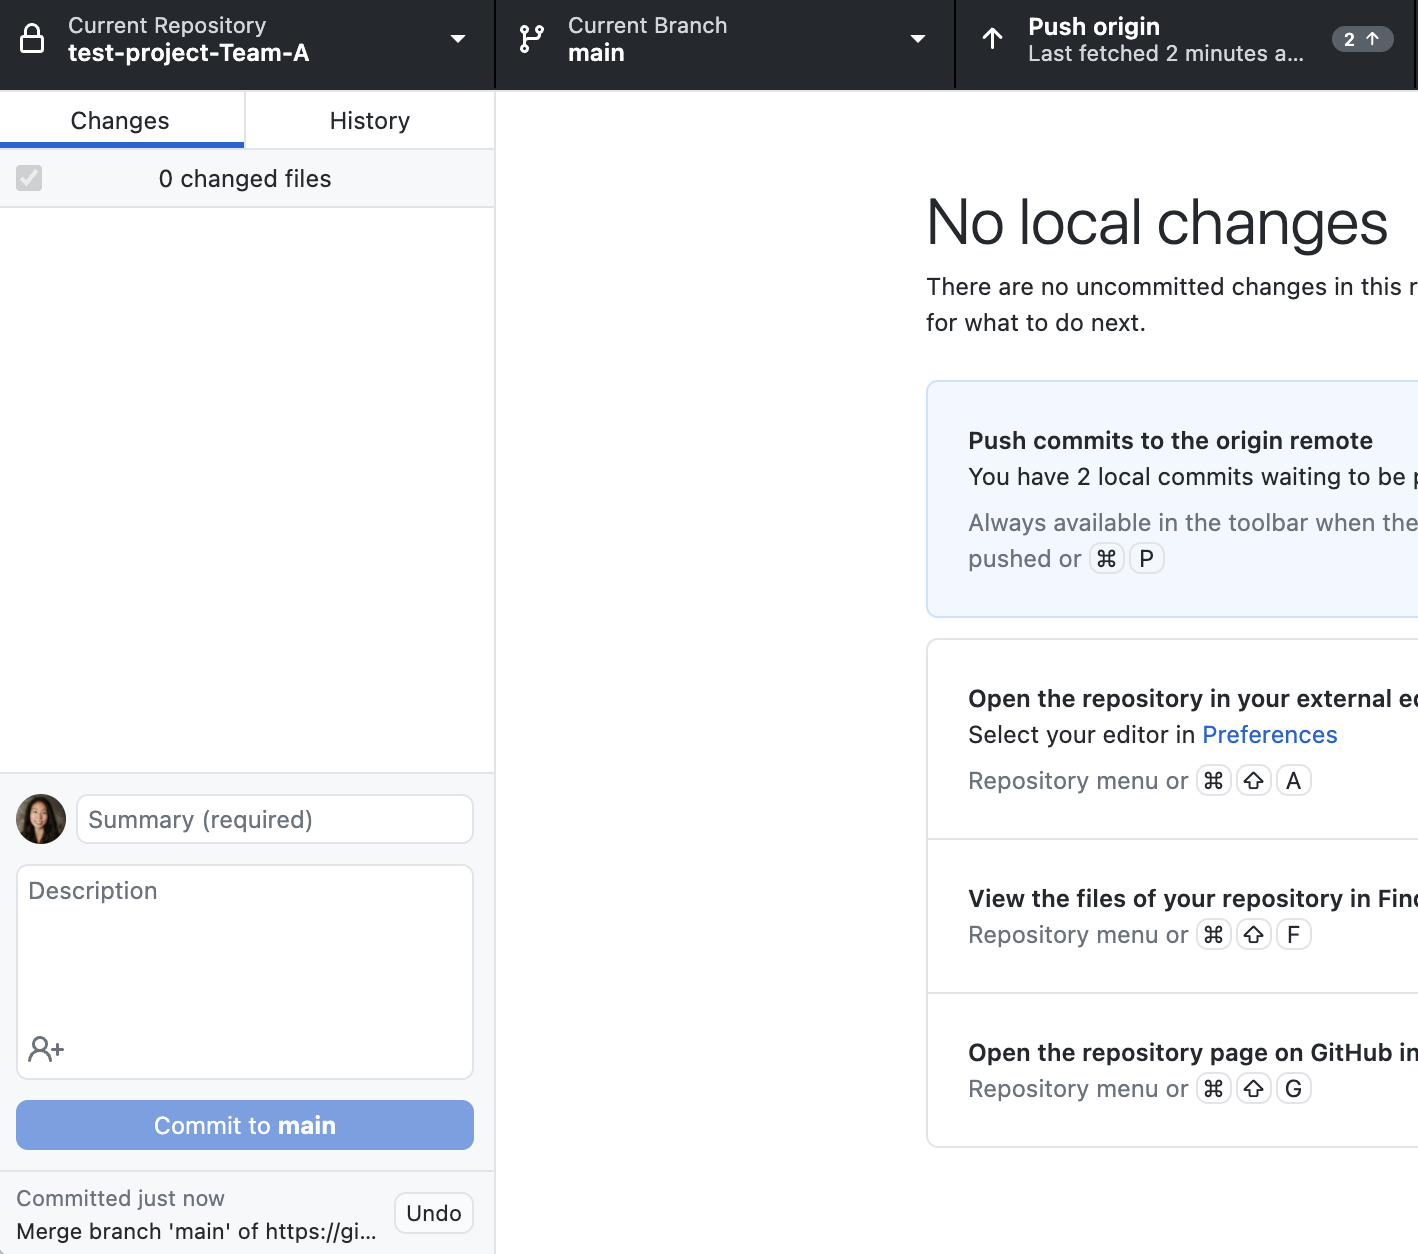 Current Repository
test-project-Team-A
Current Branch
main
Push origin
Last fetched 2 minutes a...
2
Changes
History
0 changed files
No local changes
There are no uncommitted changes in this r
for what to do next.
Push commits to the origin remote
You have 2 local commits waiting to be p
Always available in the toolbar when the
pushed or ⌘ P
Open the repository in your external ed
Select your editor in Preferences
Repository menu or ⌘ ⇧ A
View the files of your repository in Find
Repository menu or ⌘ ⇧ F
Open the repository page on GitHub in
Repository menu or ⌘ ⇧ G
Summary (required)
Description
Commit to main
Committed just now
Merge branch 'main' of https://gi...
Undo